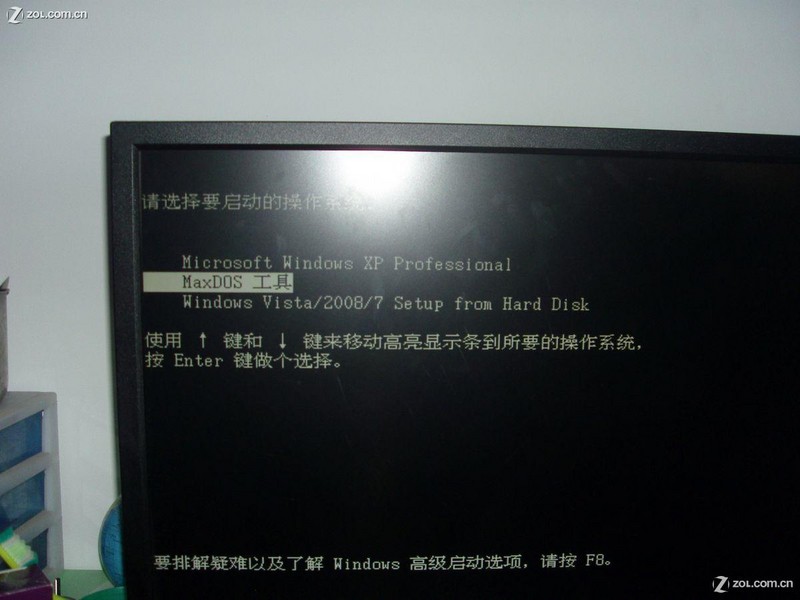 ZOL.COM.CN
请选择要启动的操作系统:
Microsoft Windows XP Professional
MaxDOS 工具
Windows Vista/2008/7 Setup from Hard Disk
使用 ↑ 键和 ↓ 键来移动高亮显示条到所要的操作系统，
按 Enter 键做个选择。
要排解疑难以及了解 Windows 高级启动选项，请按 F8。
ZOL.COM.CN